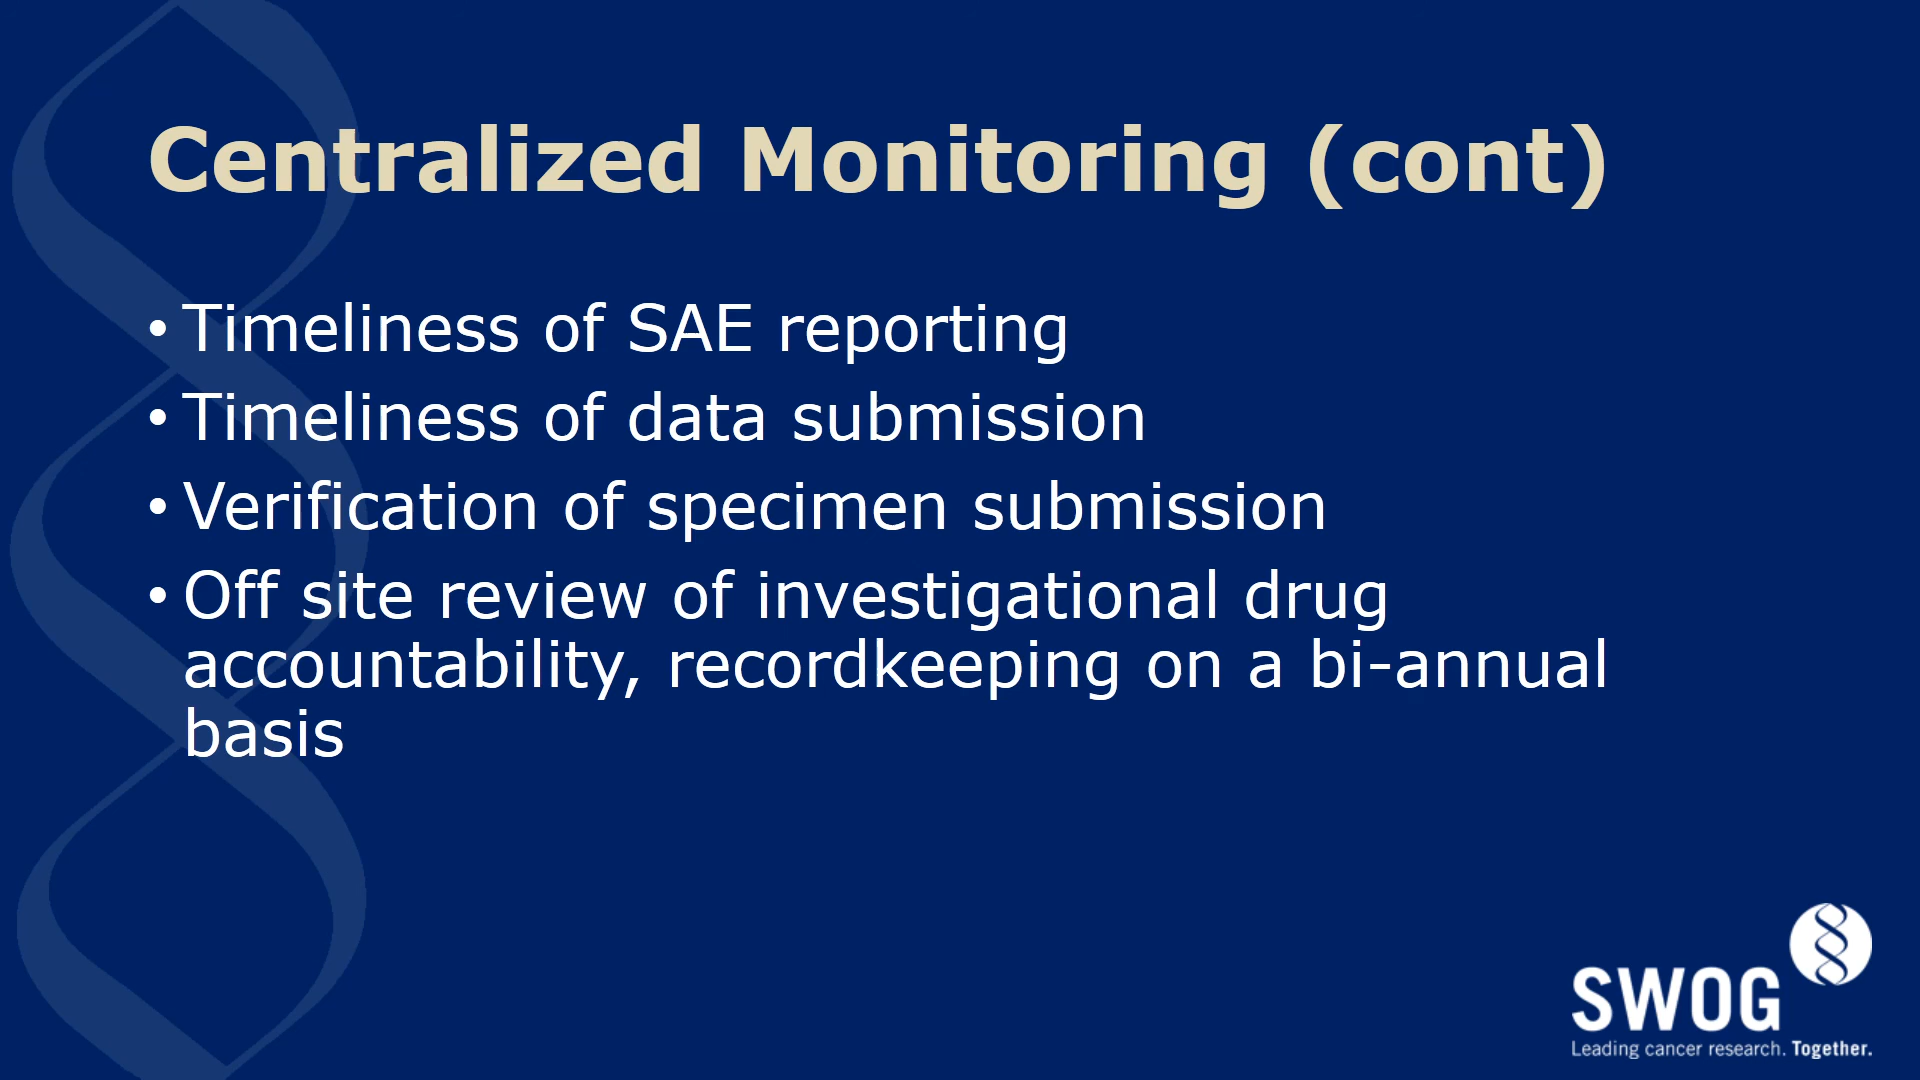 Centralized Monitoring (cont)
• Timeliness of SAE reporting
• Timeliness of data submission
• Verification of specimen submission
• Off site review of investigational drug
accountability, recordkeeping on a bi-annual
basis
SWOG
Leading cancer research. Together.